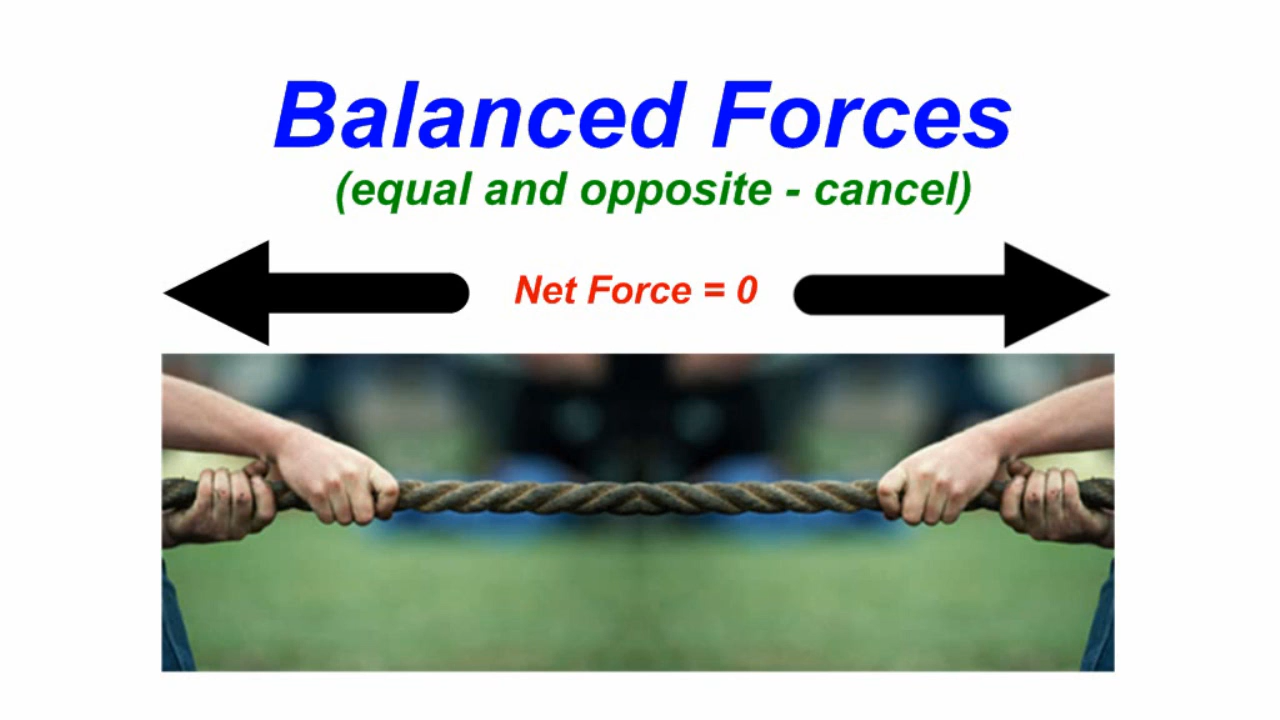 Balanced Forces
(equal and opposite - cancel)
Net Force = 0